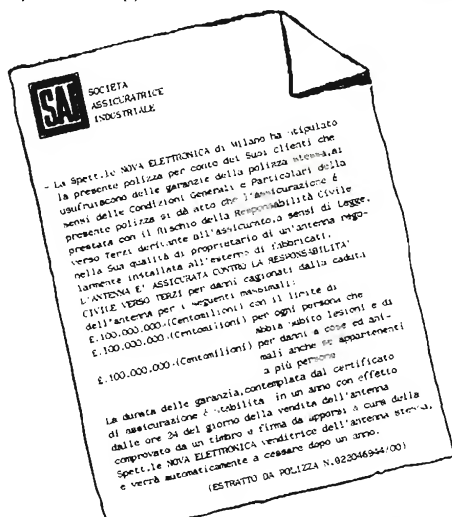 SAI
SOCIETA
ASSICURATRICE
INDUSTRIALE
- La Spett.le NOVA ELETTRONICA di Milano ha stipulato
la presente polizza per conto dei Suoi Clienti che
usufruiscono delle garanzie della polizza stessa, ai
sensi delle Condizioni Generali e Particolari della
presente polizza si dà atto che l'assicurazione è
prestata con il Rischio della Responsabilità Civile
verso Terzi derivante all'assicurato, a sensi di Legge,
nella Sua qualità di proprietario di un'antenna rego-
larmente installata all'esterno di fabbricati.
L'ANTENNA E' ASSICURATA CONTRO LA RESPONSABILITA'
CIVILE VERSO TERZI per danni cagionati dalla caduta
dell'antenna per i seguenti massimali:
£.100.000.000.(Centomilioni) con il limite di
£.100.000.000.(Centomilioni) per ogni persona che
abbia subito lesioni e di
£.100.000.000.(Centomilioni) per danni a cose ed ani-
mali anche se appartenenti
a più persone
La durata delle garanzia, contemplata dal certificato
di assicurazione è stabilita in un anno con effetto
dalle ore 24 del giorno della vendita dell'antenna
comprovato da un timbro e firma da apporsi a cura della
Spett.le NOVA ELETTRONICA venditrice dell'antenna stessa,
e verrà automaticamente a cessare dopo un anno.
(ESTRATTO DA POLIZZA N.023046944/00)